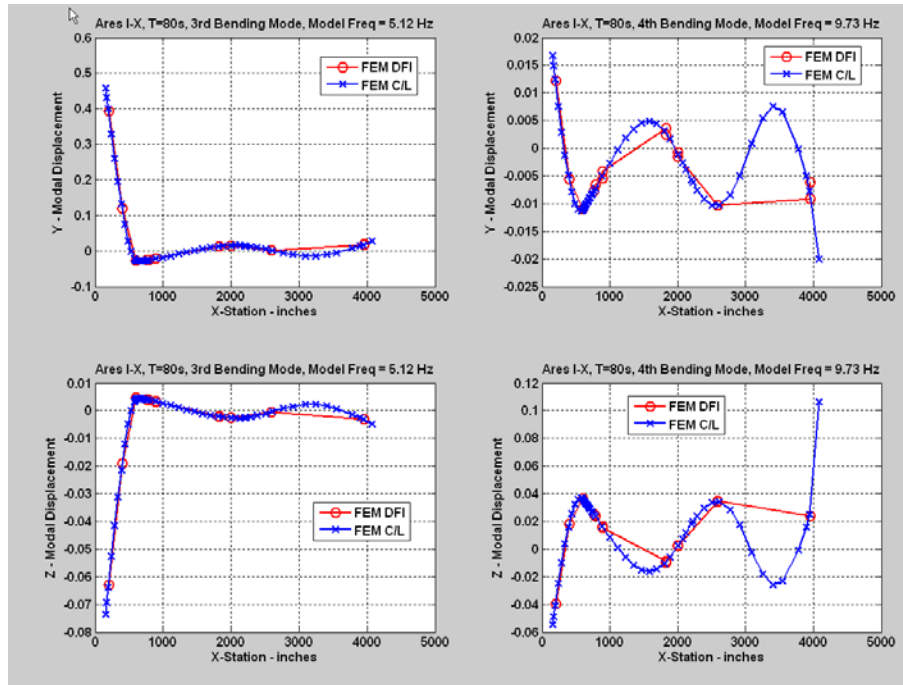 Ares I-X, T=80s, 3rd Bending Mode, Model Freq = 5.12 Hz
0.6
0.5
0.4
0.3
0.2
0.1
0
-0.1
Y - Modal Displacement
FEM DFI
FEM C/L
0 1000 2000 3000 4000 5000
X-Station - inches
Ares I-X, T=80s, 4th Bending Mode, Model Freq = 9.73 Hz
0.02
0.015
0.01
0.005
0
-0.005
-0.01
-0.015
-0.02
-0.025
Y - Modal Displacement
FEM DFI
FEM C/L
0 1000 2000 3000 4000 5000
X-Station - inches
Ares I-X, T=80s, 3rd Bending Mode, Model Freq = 5.12 Hz
0.01
0
-0.01
-0.02
-0.03
-0.04
-0.05
-0.06
-0.07
-0.08
Z - Modal Displacement
FEM DFI
FEM C/L
0 1000 2000 3000 4000 5000
X-Station - inches
Ares I-X, T=80s, 4th Bending Mode, Model Freq = 9.73 Hz
0.12
0.1
0.08
0.06
0.04
0.02
0
-0.02
-0.04
-0.06
Z - Modal Displacement
FEM DFI
FEM C/L
0 1000 2000 3000 4000 5000
X-Station - inches